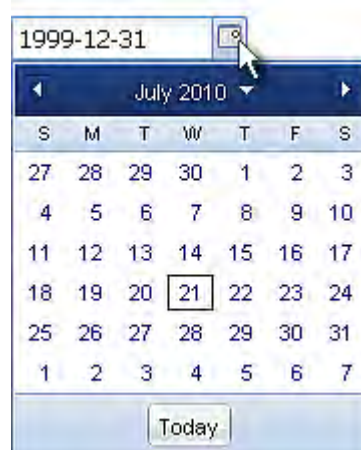 1999-12-31
July 2010
S M T W T F S
27 28 29 30 1 2 3
4 5 6 7 8 9 10
11 12 13 14 15 16 17
18 19 20 21 22 23 24
25 26 27 28 29 30 31
1 2 3 4 5 6 7
Today